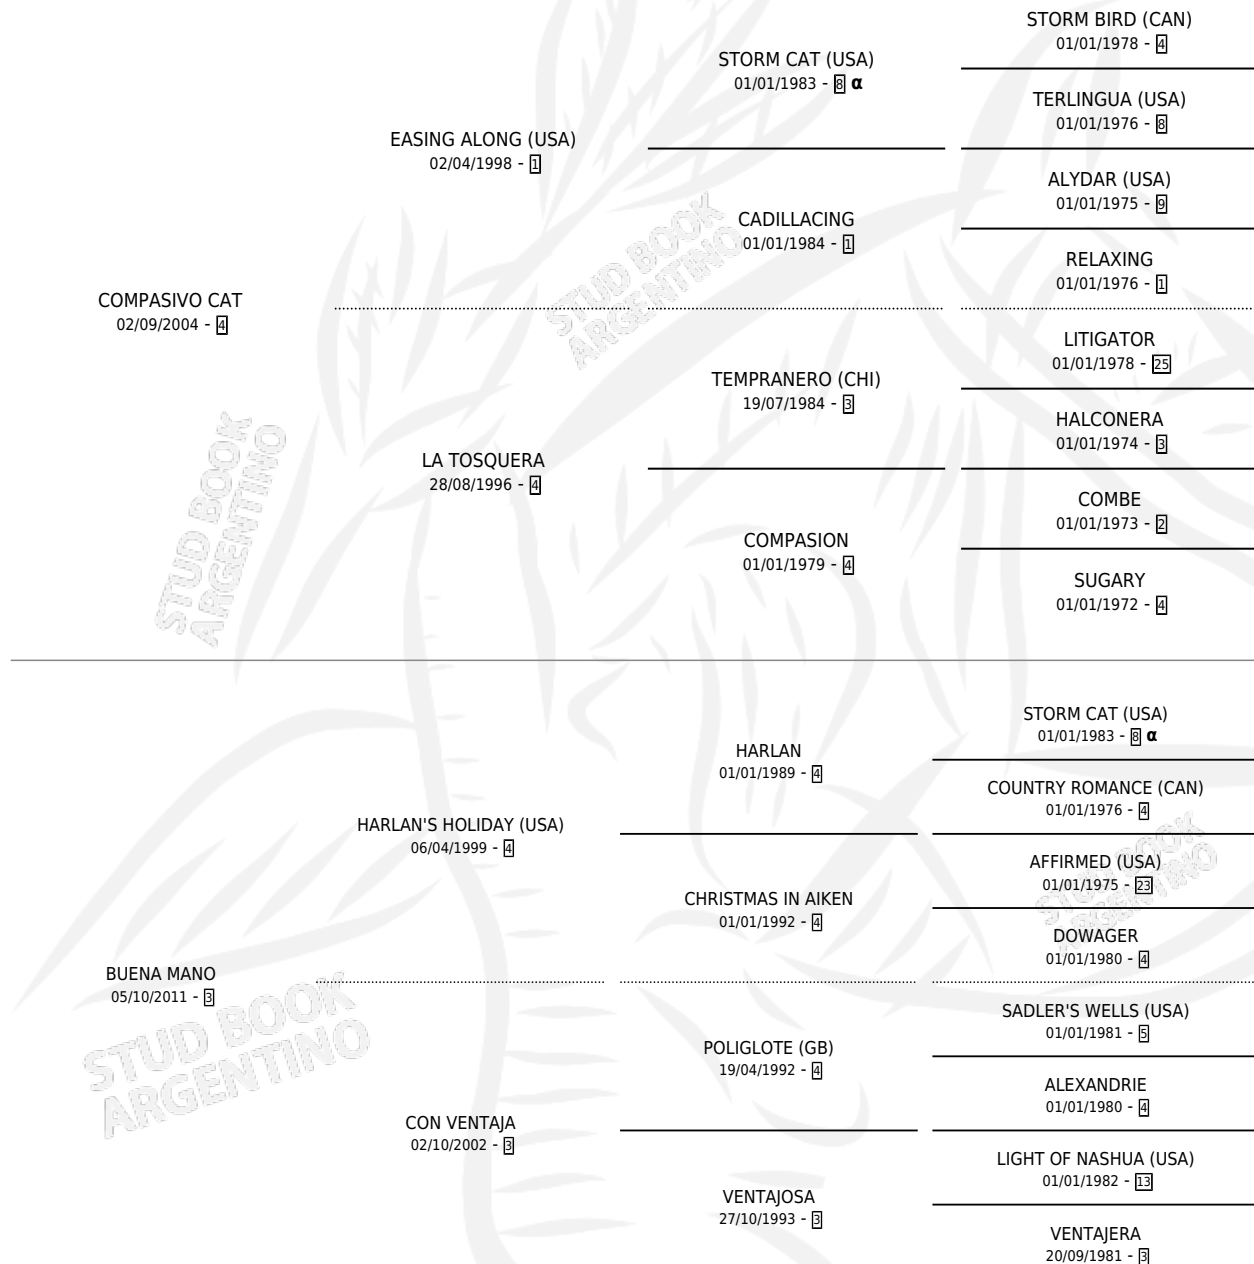 STORM BIRD (CAN)
01/01/1978 - 4
STORM CAT (USA)
01/01/1983 - 8 α
TERLINGUA (USA)
01/01/1976 - 8
EASING ALONG (USA)
02/04/1998 - 1
ALYDAR (USA)
01/01/1975 - 9
CADILLACING
01/01/1984 - 1
RELAXING
01/01/1976 - 1
COMPASIVO CAT
02/09/2004 - 4
LITIGATOR
01/01/1978 - 25
TEMPRANERO (CHI)
19/07/1984 - 3
HALCONERA
01/01/1974 - 3
LA TOSQUERA
28/08/1996 - 4
COMBE
01/01/1973 - 2
COMPASION
01/01/1979 - 4
SUGARY
01/01/1972 - 4
STORM CAT (USA)
01/01/1983 - 8 α
HARLAN
01/01/1989 - 4
COUNTRY ROMANCE (CAN)
01/01/1976 - 4
HARLAN'S HOLIDAY (USA)
06/04/1999 - 4
AFFIRMED (USA)
01/01/1975 - 23
CHRISTMAS IN AIKEN
01/01/1992 - 4
DOWAGER
01/01/1980 - 4
BUENA MANO
05/10/2011 - 3
SADLER'S WELLS (USA)
01/01/1981 - 5
POLIGLOTE (GB)
19/04/1992 - 4
ALEXANDRIE
01/01/1980 - 4
CON VENTAJA
02/10/2002 - 3
LIGHT OF NASHUA (USA)
01/01/1982 - 13
VENTAJOSA
27/10/1993 - 3
VENTAJERA
20/09/1981 - 3
STUD BOOK
ARGENTINO
STUD BOOK
ARGENTINO
STUD BOOK
ARGENTINO
STUD BOOK
ARGENTINO